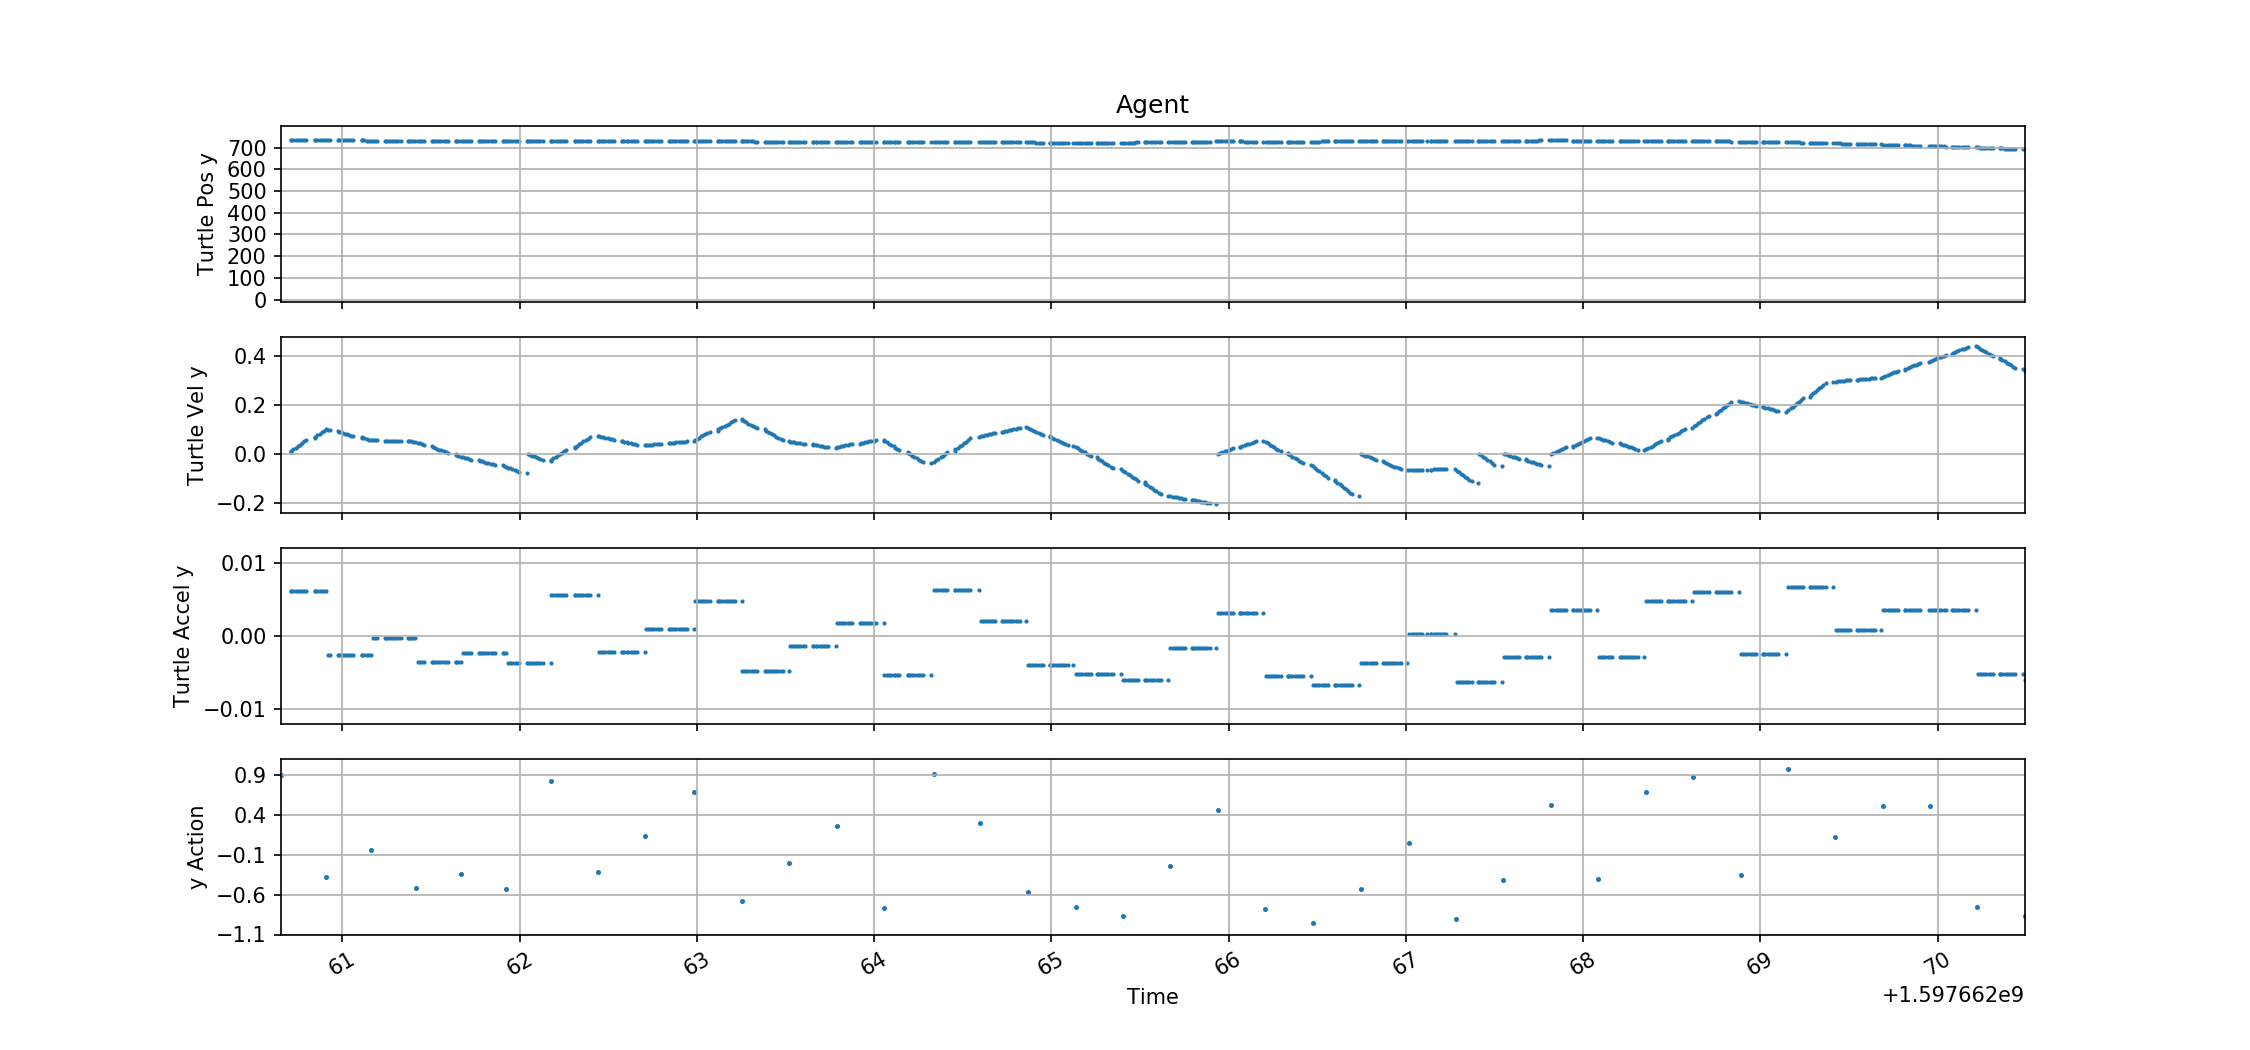 Agent
Turtle Pos y
700
600
500
400
300
200
100
0
Turtle Vel y
0.4
0.2
0.0
−0.2
Turtle Accel y
0.01
0.00
−0.01
y Action
0.9
0.4
−0.1
−0.6
−1.1
61 62 63 64 65 66 67 68 69 70
Time
+1.597662e9